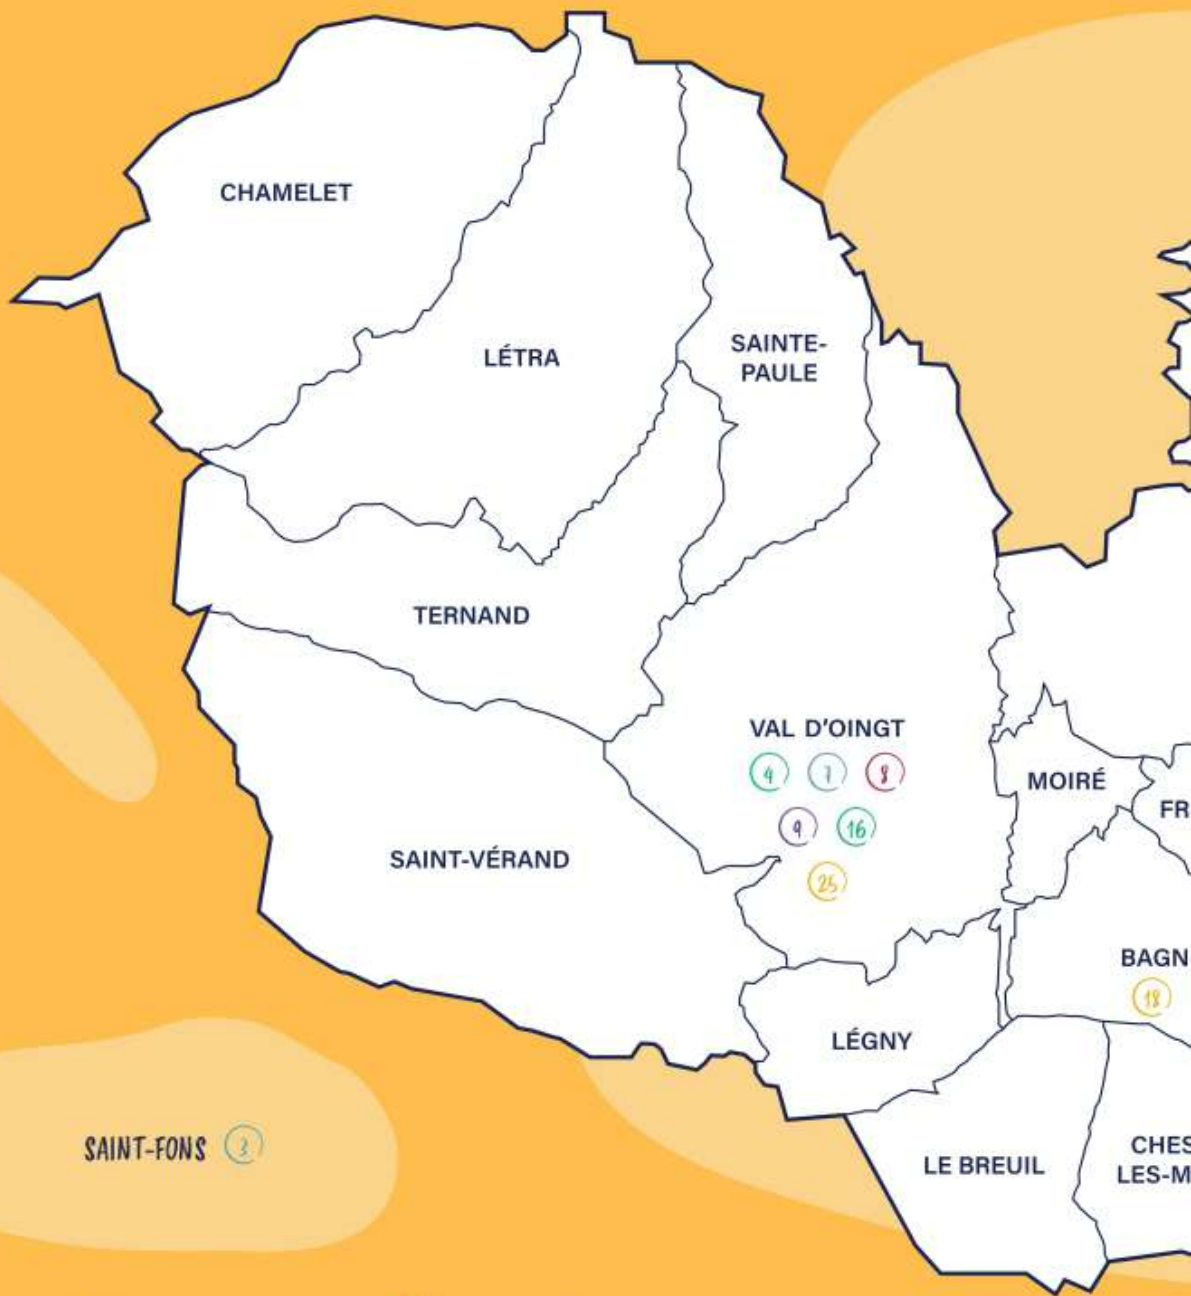 CHAMELET
LÉTRA
SAINTE-
PAULE
TERNAND
VAL D'OINGT
4 7 8
9 16
25
MOIRÉ
FR
SAINT-VÉRAND
BAGN
18
LÉGNY
SAINT-FONS 3
LE BREUIL
CHES
LES-M